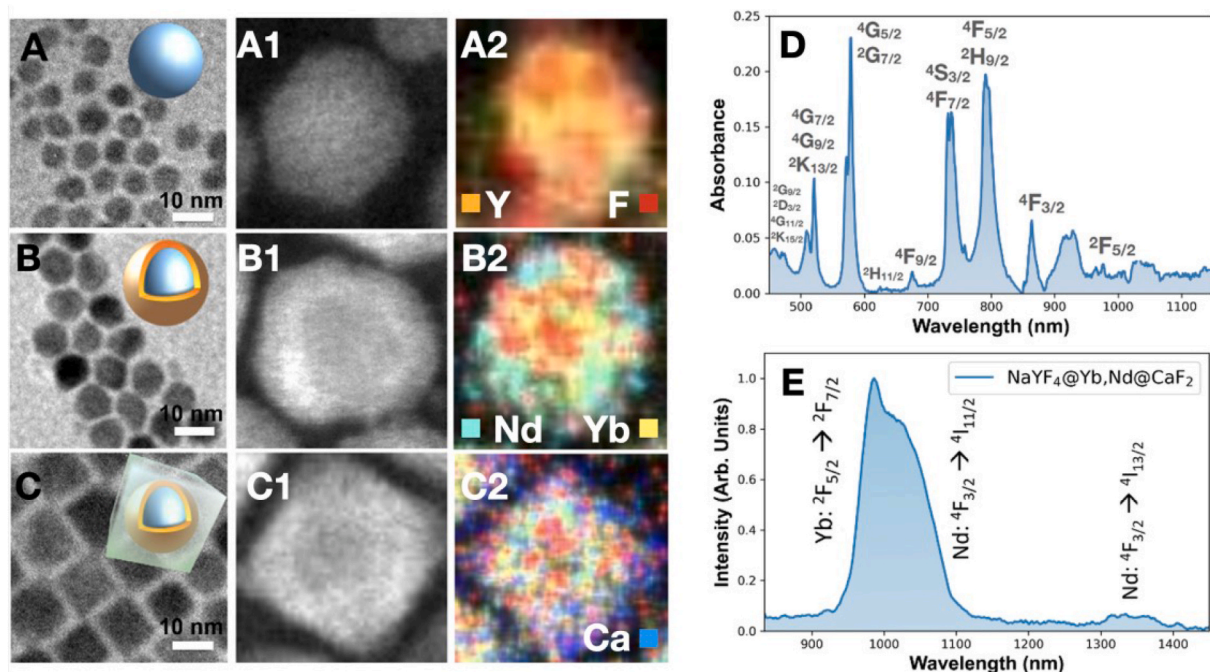 A
10 nm
A1
A2
Y
F
B
10 nm
B1
B2
Nd
Yb
C
10 nm
C1
C2
Ca
D
Absorbance
0.25
0.20
0.15
0.10
0.05
0.00
²G₉/₂
²D₃/₂
⁴G₁₁/₂
²K₁₅/₂
⁴G₇/₂
⁴G₉/₂
²K₁₃/₂
⁴G₅/₂
²G₇/₂
²H₁₁/₂
⁴F₉/₂
⁴S₃/₂
⁴F₇/₂
⁴F₅/₂
²H₉/₂
⁴F₃/₂
²F₅/₂
500 600 700 800 900 1000 1100
Wavelength (nm)
E
NaYF₄@Yb,Nd@CaF₂
Intensity (Arb. Units)
1.0
0.8
0.6
0.4
0.2
0.0
Yb: ²F₅/₂ → ²F₇/₂
Nd: ⁴F₃/₂ → ⁴I₁₁/₂
Nd: ⁴F₃/₂ → ⁴I₁₃/₂
900 1000 1100 1200 1300 1400
Wavelength (nm)